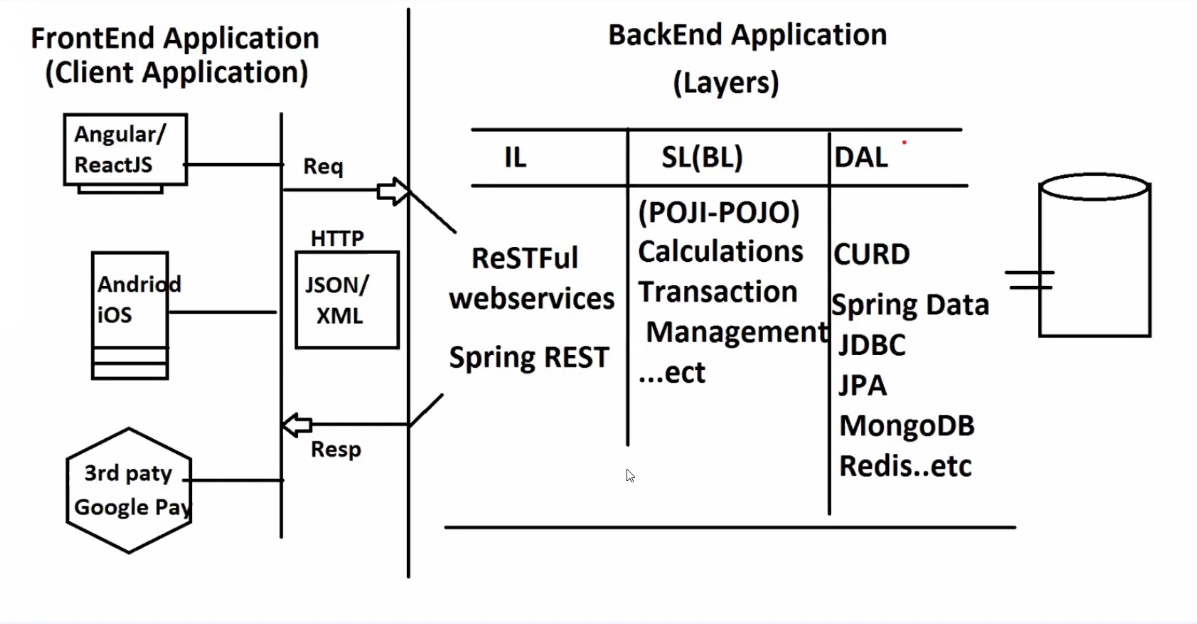 FrontEnd Application
(Client Application)
Angular/
ReactJS
Andriod
iOS
3rd paty
Google Pay
Req
HTTP
JSON/
XML
Resp
BackEnd Application
(Layers)
IL
ReSTFul
webservices
Spring REST
SL(BL)
(POJI-POJO)
Calculations
Transaction
Management
...ect
DAL
CURD
Spring Data
JDBC
JPA
MongoDB
Redis..etc